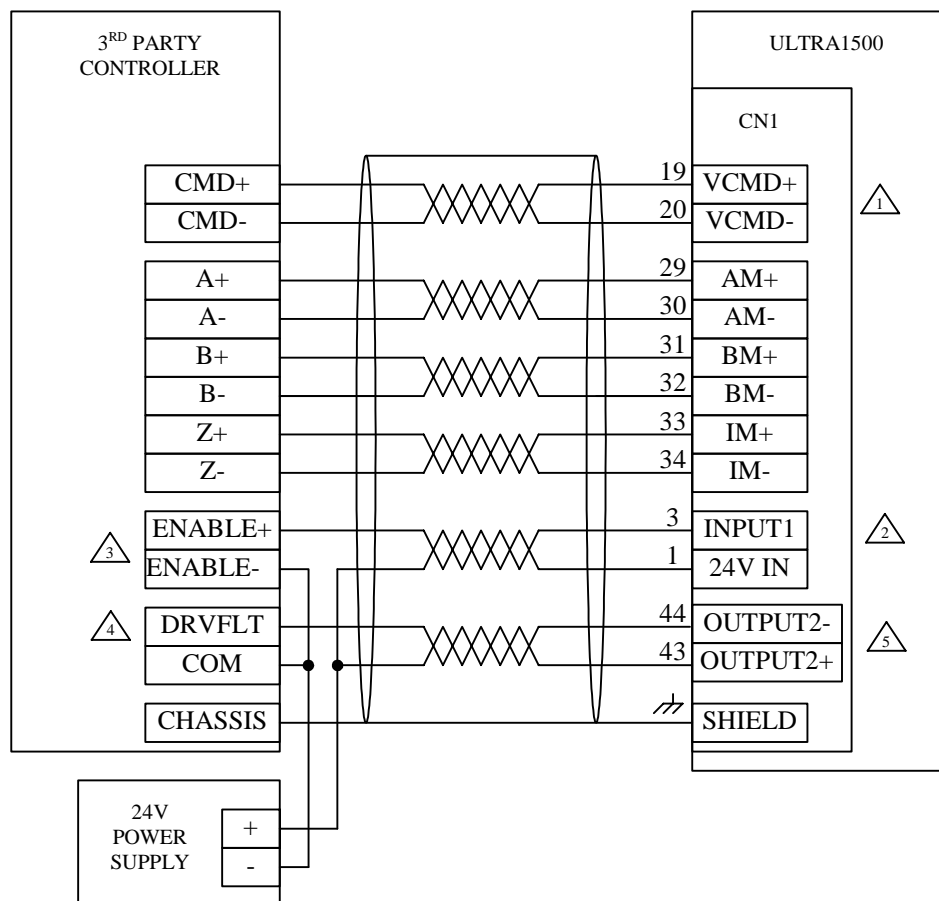 3RD PARTY
CONTROLLER
ULTRA1500
CN1
CMD+
19
VCMD+
CMD-
20
VCMD-
1
A+
29
AM+
A-
30
AM-
B+
31
BM+
B-
32
BM-
Z+
33
IM+
Z-
34
IM-
ENABLE+
3
INPUT1
2
3
ENABLE-
1
24V IN
4
DRVFLT
44
OUTPUT2-
COM
43
OUTPUT2+
5
CHASSIS
SHIELD
24V
POWER
SUPPLY
+
-